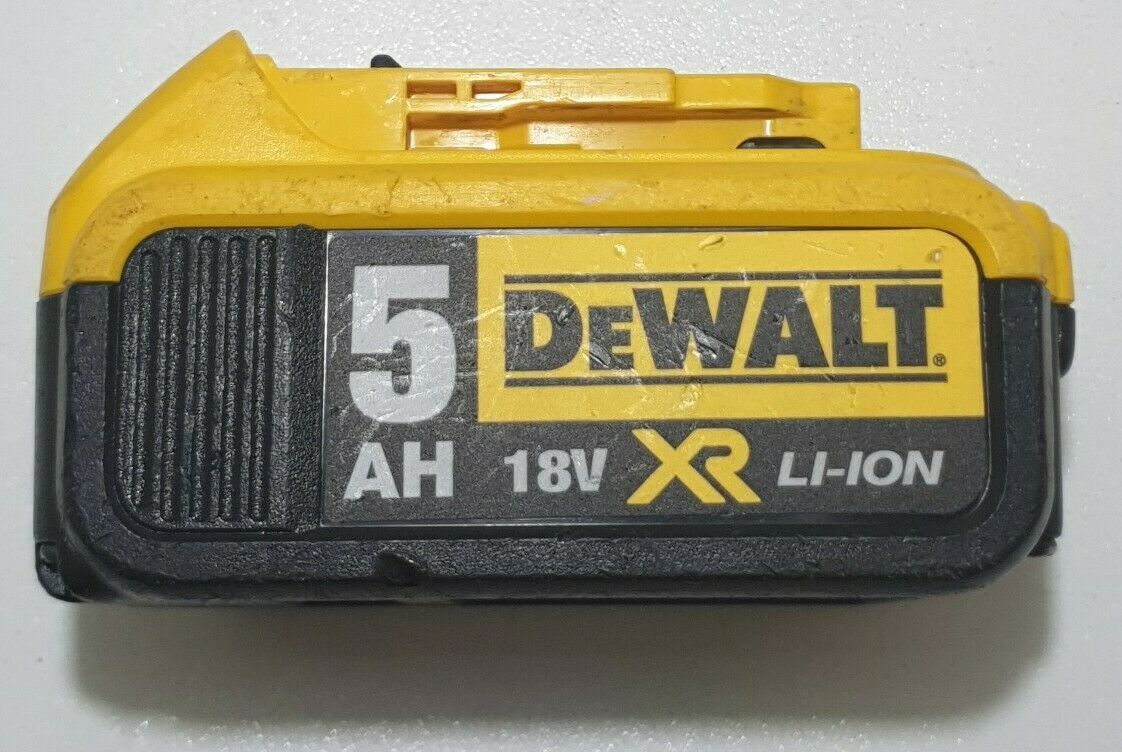 5
AH
DEWALT®
18V XR LI-ION